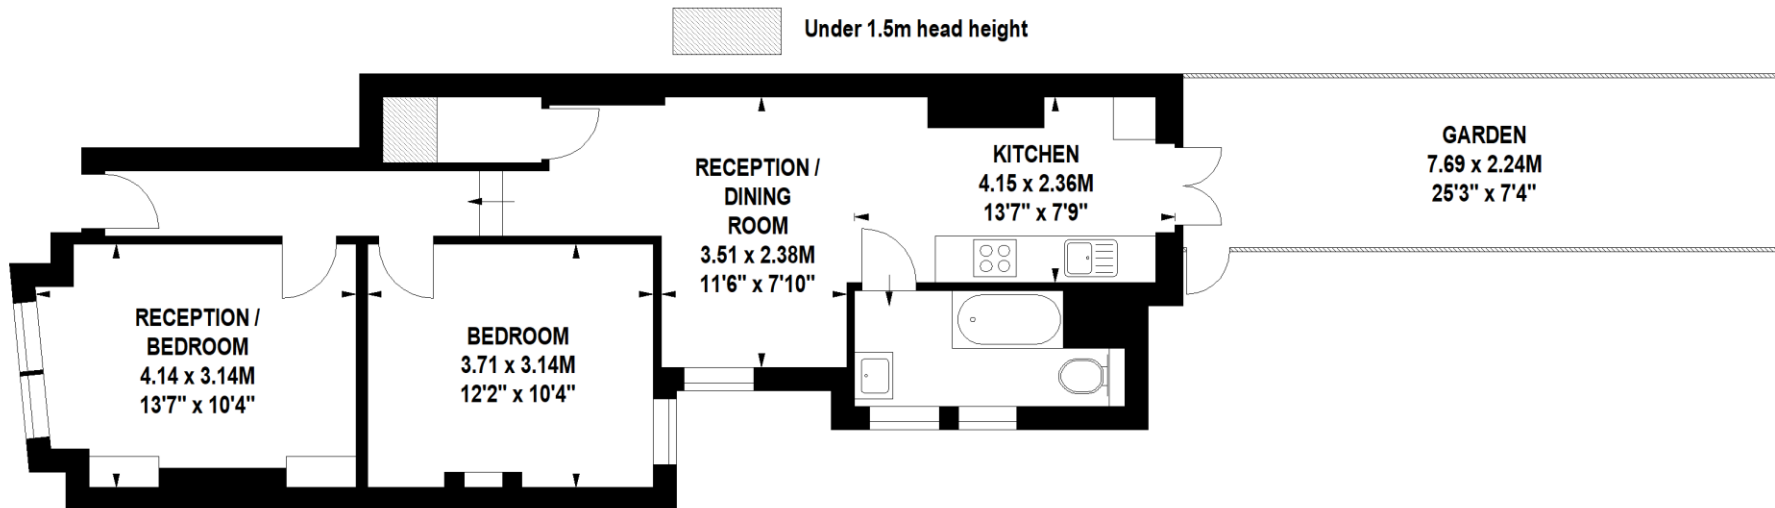 Under 1.5m head height
RECEPTION /
DINING
ROOM
3.51 x 2.38M
11'6" x 7'10"
KITCHEN
4.15 x 2.36M
13'7" x 7'9"
GARDEN
7.69 x 2.24M
25'3" x 7'4"
RECEPTION /
BEDROOM
4.14 x 3.14M
13'7" x 10'4"
BEDROOM
3.71 x 3.14M
12'2" x 10'4"